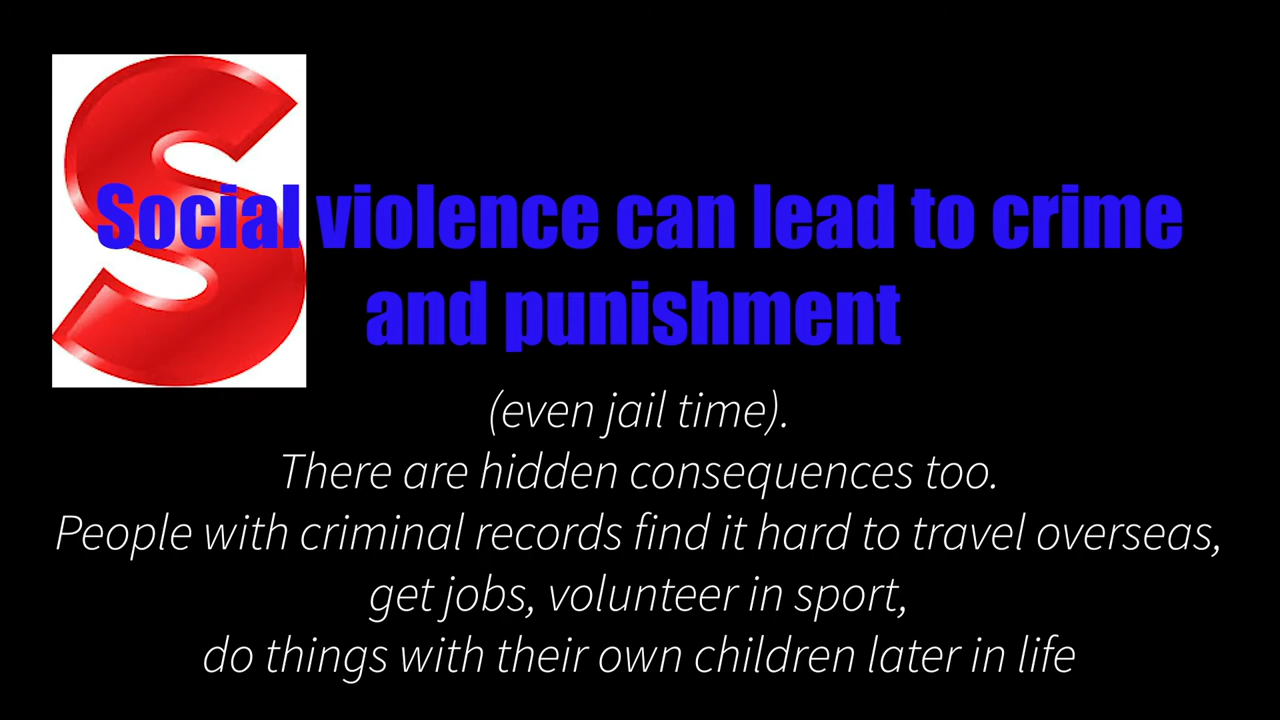 S
Social violence can lead to crime
and punishment
(even jail time).
There are hidden consequences too.
People with criminal records find it hard to travel overseas,
get jobs, volunteer in sport,
do things with their own children later in life